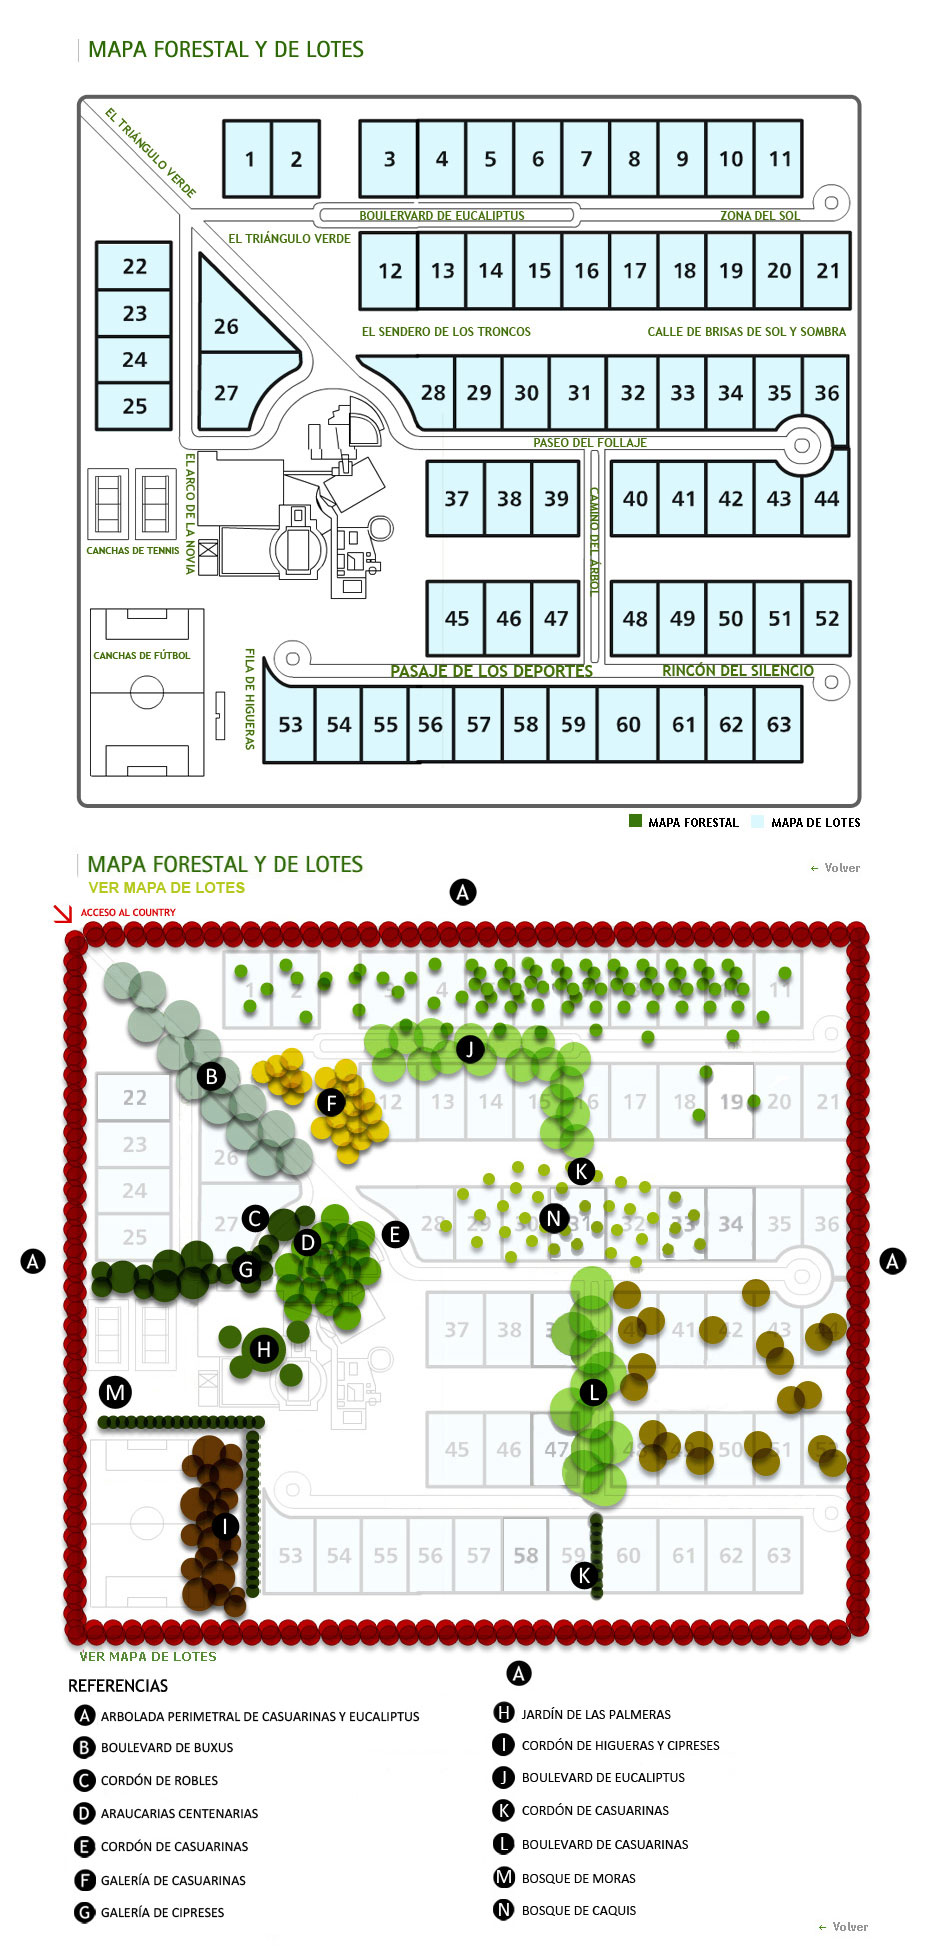 MAPA FORESTAL Y DE LOTES
EL TRIÁNGULO VERDE
1 2 3 4 5 6 7 8 9 10 11
BOULERVARD DE EUCALIPTUS
ZONA DEL SOL
EL TRIÁNGULO VERDE
12 13 14 15 16 17 18 19 20 21
22
23
24
25
26
27
EL SENDERO DE LOS TRONCOS
CALLE DE BRISAS DE SOL Y SOMBRA
28 29 30 31 32 33 34 35 36
PASEO DEL FOLLAJE
EL ARCO DE LA NOVIA
CAMINO DEL ÁRBOL
37 38 39 40 41 42 43 44
CANCHAS DE TENNIS
45 46 47 48 49 50 51 52
CANCHAS DE FÚTBOL
FILA DE HIGUERAS
PASAJE DE LOS DEPORTES
RINCÓN DEL SILENCIO
53 54 55 56 57 58 59 60 61 62 63
MAPA FORESTAL
MAPA DE LOTES
MAPA FORESTAL Y DE LOTES
← Volver
VER MAPA DE LOTES
A
ACCESO AL COUNTRY
1 2 3 4 11
J
B
F
22
12 13 14 15 16 17 18 19 20 21
23
26
K
24
27
C
D
E
28 29 N 31 32 33 34 35 36
25
A
G
A
37 38 40 41 42 43 44
H
M
L
45 46 47 48 49 50 51 52
I
53 54 55 56 57 58 59 60 61 62 63
K
VER MAPA DE LOTES
A
REFERENCIAS
A ARBOLADA PERIMETRAL DE CASUARINAS Y EUCALIPTUS
B BOULEVARD DE BUXUS
C CORDÓN DE ROBLES
D ARAUCARIAS CENTENARIAS
E CORDÓN DE CASUARINAS
F GALERÍA DE CASUARINAS
G GALERÍA DE CIPRESES
H JARDÍN DE LAS PALMERAS
I CORDÓN DE HIGUERAS Y CIPRESES
J BOULEVARD DE EUCALIPTUS
K CORDÓN DE CASUARINAS
L BOULEVARD DE CASUARINAS
M BOSQUE DE MORAS
N BOSQUE DE CAQUIS
← Volver